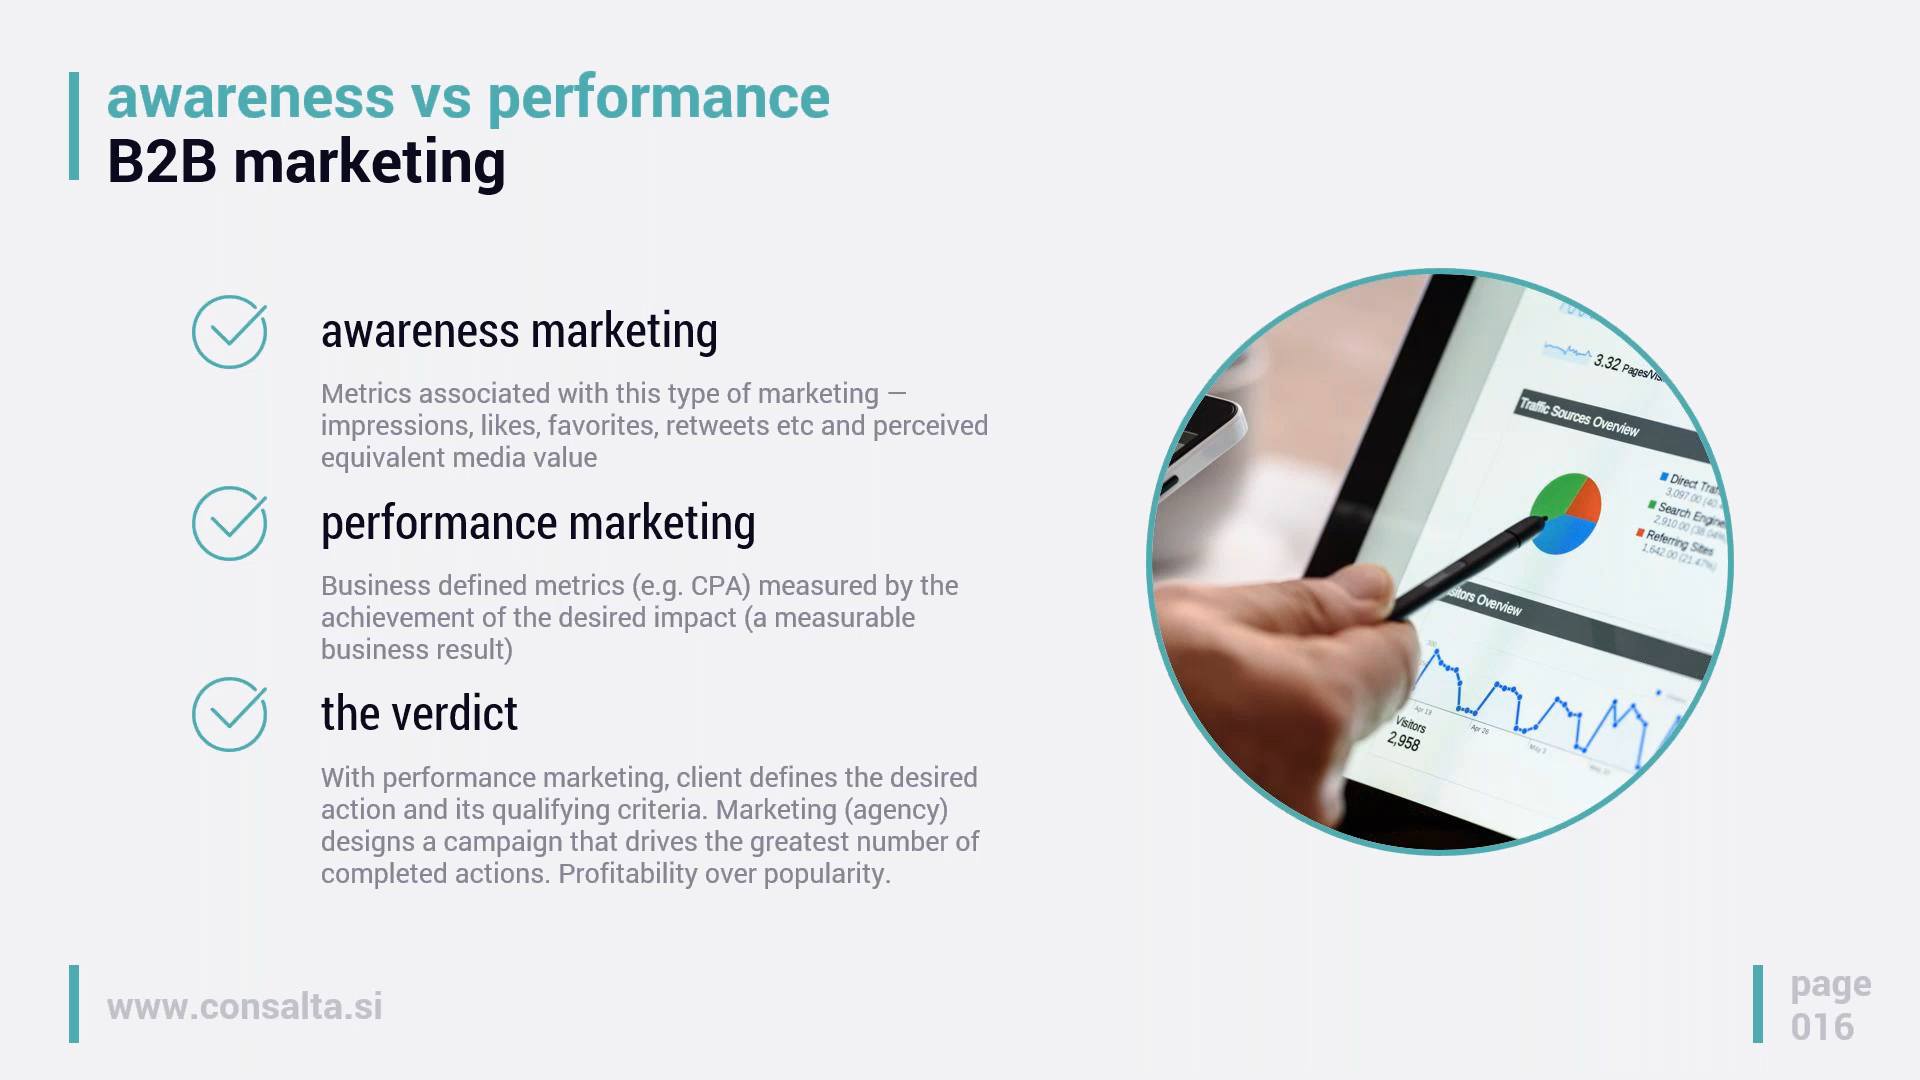 awareness vs performance
B2B marketing
awareness marketing
Metrics associated with this type of marketing —
impressions, likes, favorites, retweets etc and perceived
equivalent media value
performance marketing
Business defined metrics (e.g. CPA) measured by the
achievement of the desired impact (a measurable
business result)
the verdict
With performance marketing, client defines the desired
action and its qualifying criteria. Marketing (agency)
designs a campaign that drives the greatest number of
completed actions. Profitability over popularity.
3.32 Pages/Vis
Traffic Sources Overview
Direct Traf
3,097.00 (40.
Search Engine
2,910.00 (38.04%
Referring Sites
1,642.00 (21.47%)
sitors Overview
Apr 19
Apr 26
May 3
Visitors
2,958
www.consalta.si
page
016